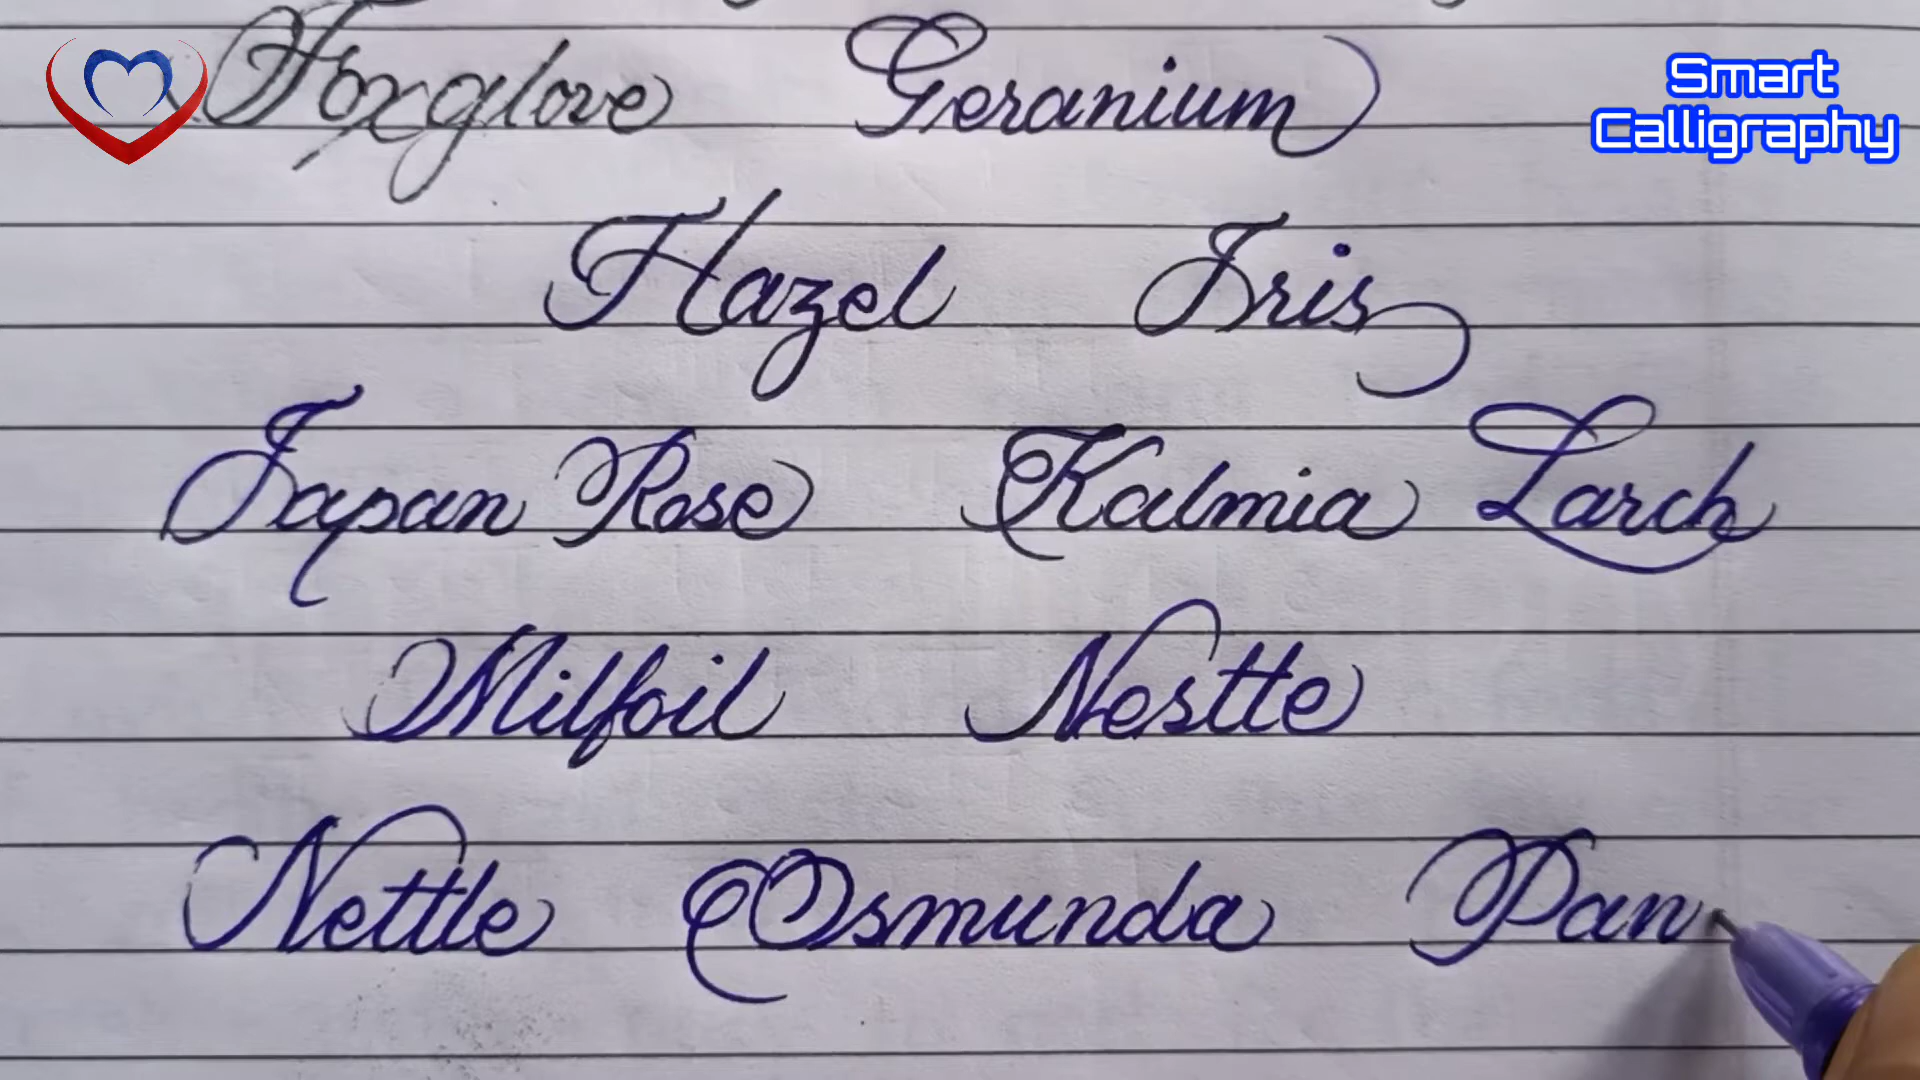 Foxglove Geranium
Smart
Calligraphy
Hazel Iris
Japan Rose Kalmia Larch
Milfoil Nestte
Nettle Osmunda Pan